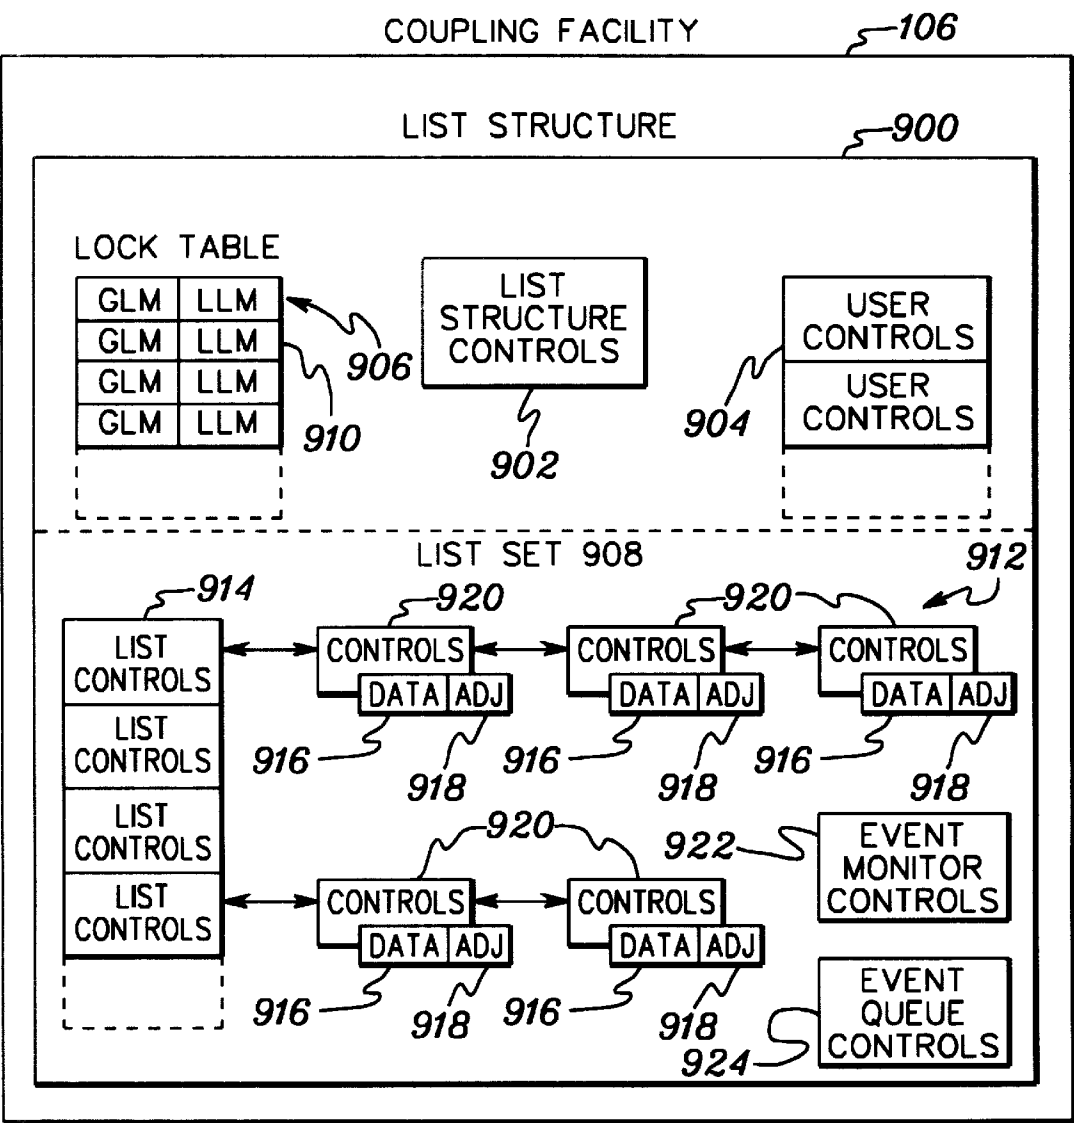 COUPLING FACILITY
106
LIST STRUCTURE
900
LOCK TABLE
GLM LLM
GLM LLM
GLM LLM
GLM LLM
906
910
LIST
STRUCTURE
CONTROLS
902
USER
CONTROLS
USER
CONTROLS
904
LIST SET 908
912
914
LIST
CONTROLS
LIST
CONTROLS
LIST
CONTROLS
LIST
CONTROLS
920
920
CONTROLS
DATA ADJ
CONTROLS
DATA ADJ
CONTROLS
DATA ADJ
916
918
916
918
916
918
920
CONTROLS
DATA ADJ
CONTROLS
DATA ADJ
916
918
916
918
922
EVENT
MONITOR
CONTROLS
924
EVENT
QUEUE
CONTROLS